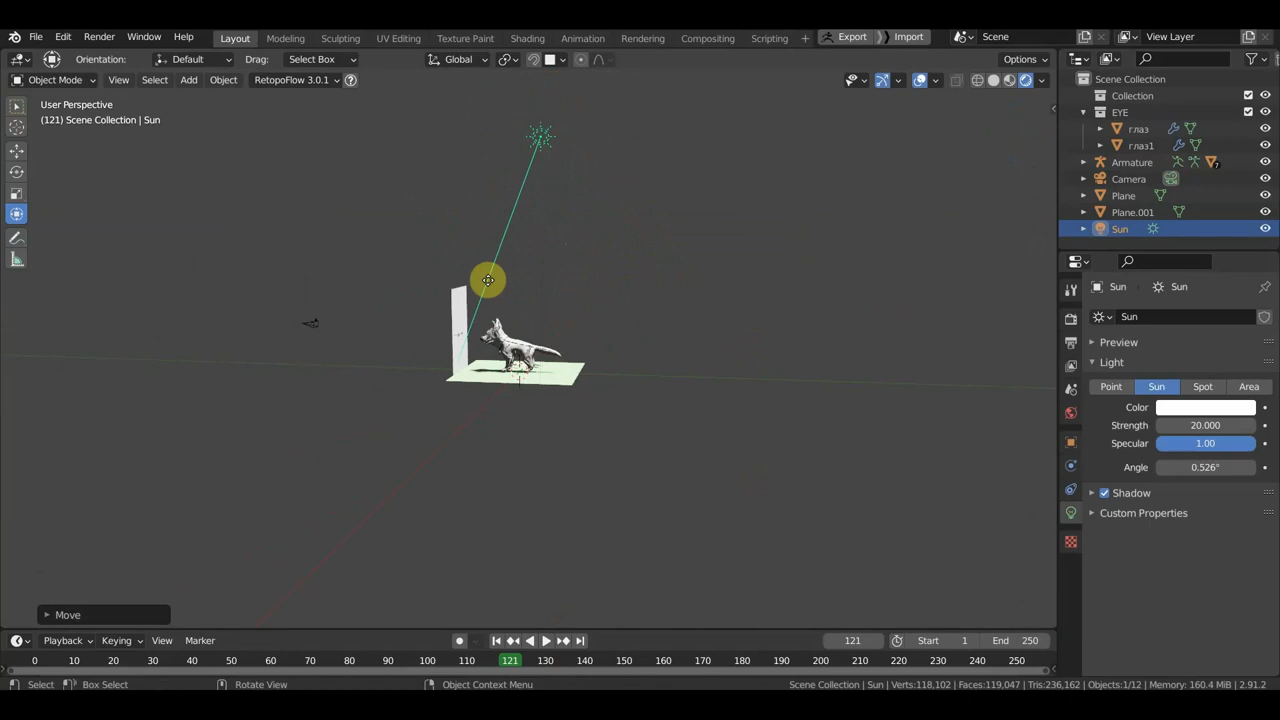 File Edit Render Window Help Layout Modeling Sculpting UV Editing Texture Paint Shading Animation Rendering Compositing Scripting + Export Import Scene View Layer
Orientation: Default Drag: Select Box Global Options
Object Mode View Select Add Object RetopoFlow 3.0.1
User Perspective
(121) Scene Collection | Sun
Scene Collection
Collection
EYE
глаз
глаз1
Armature 7
Camera
Plane
Plane.001
Sun
Sun Sun
Sun
Preview
Light
Point Sun Spot Area
Color
Strength 20.000
Specular 1.00
Angle 0.526°
Shadow
Custom Properties
Move
Playback Keying View Marker 121 Start 1 End 250
0 10 20 30 40 50 60 70 80 90 100 110 121 130 140 150 160 170 180 190 200 210 220 230 240 250
Select Box Select Rotate View Object Context Menu Scene Collection | Sun | Verts:118,102 | Faces:119,047 | Tris:236,162 | Objects:1/12 | Memory: 160.4 MiB | 2.91.2